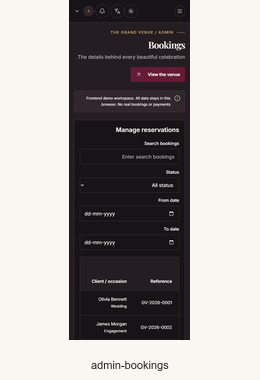 THE GRAND VENUE / ADMIN
Bookings
The details behind every beautiful celebration.
View the venue
Frontend demo workspace. All data stays in this browser. No real bookings or payments.
Manage reservations
Search bookings
Enter search bookings
Status
All status
From date
dd-mm-yyyy
To date
dd-mm-yyyy
Client / occasion
Reference
Olivia Bennett
Wedding
GV-2026-0001
James Morgan
Engagement
GV-2026-0002
admin-bookings